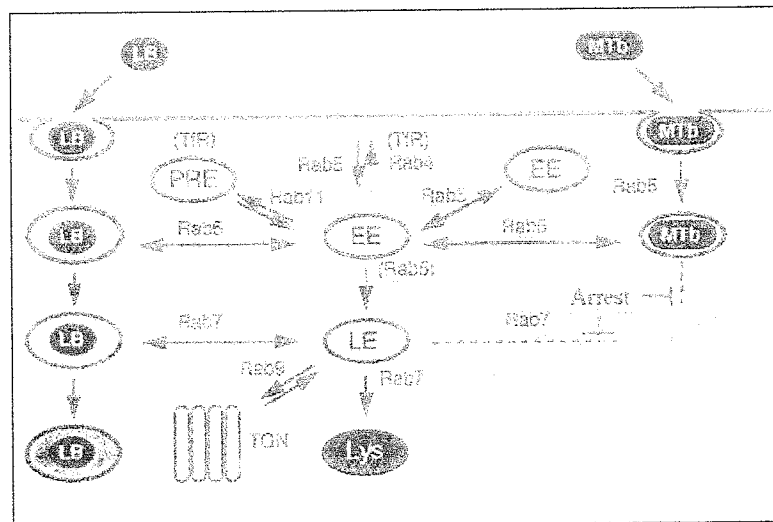 LB MTb
LB MTb
(TfR) (TfR)
Rab5 Rab4
PRE EE
Rab11 Rab5 Rab5
LB EE MTb
Rab5 Rab5
(Rab5)
Arrest
Rab7 Rab7
LB LE
Rab9 Rab7
LB TGN Lys